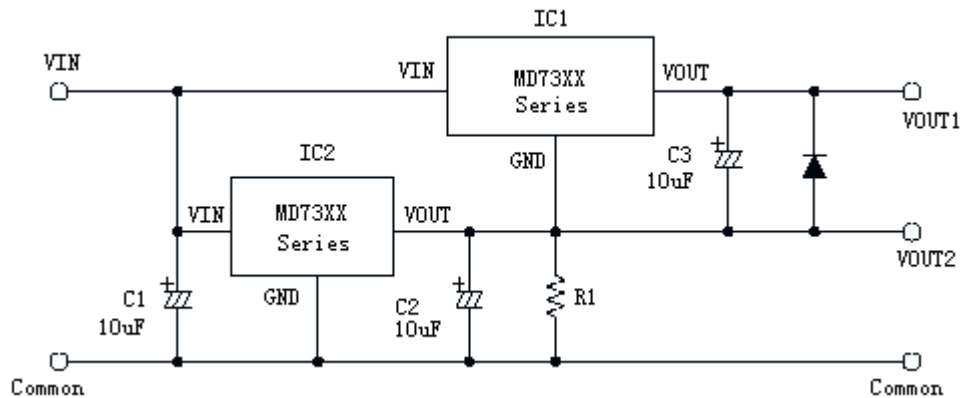 IC1
VIN
VIN
MD73XX
Series
VOUT
VOUT1
GND
C3
10uF
IC2
VIN
MD73XX
Series
VOUT
VOUT2
GND
C1
10uF
C2
10uF
R1
Common
Common